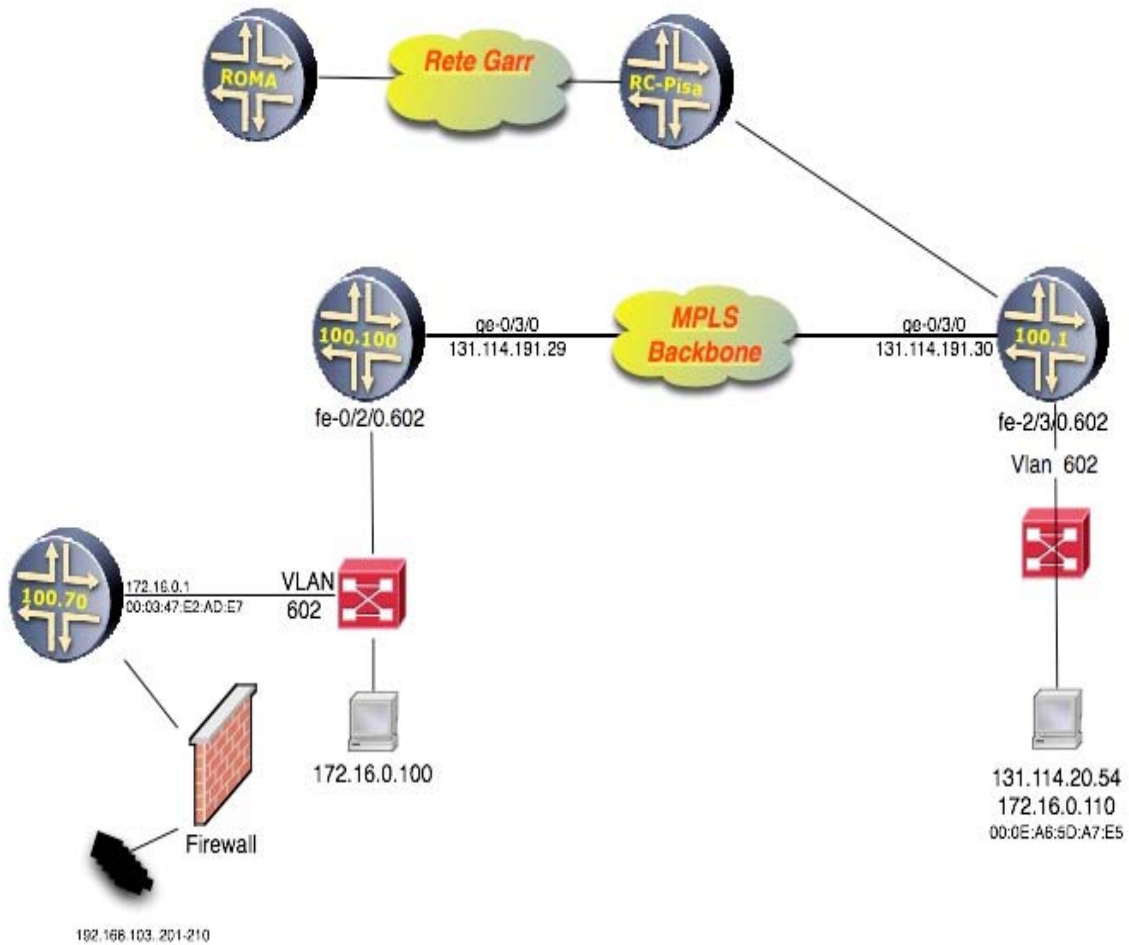 ROMA
Rete Garr
RC-Pisa
100.100
ge-0/3/0
131.114.191.29
MPLS
Backbone
ge-0/3/0
131.114.191.30
100.1
fe-0/2/0.602
fe-2/3/0.602
Vlan 602
100.70
172.16.0.1
00:03:47:E2:AD:E7
VLAN
602
172.16.0.100
131.114.20.54
172.16.0.110
00:0E:A6:5D:A7:E5
Firewall
192.168.103..201-210